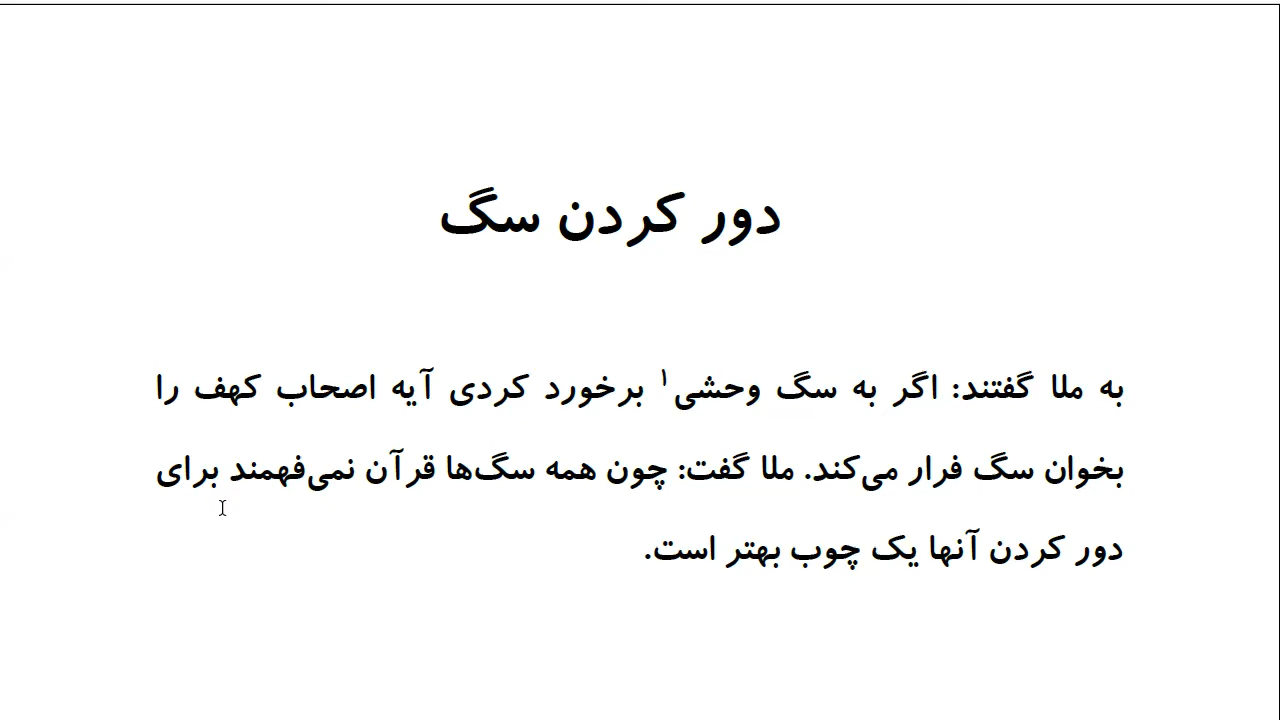 دور کردن سگ
به ملا گفتند: اگر به سگ وحشی۱ برخورد کردی آیه اصحاب کهف را
بخوان سگ فرار می‌کند. ملا گفت: چون همه سگ‌ها قرآن نمی‌فهمند برای
دور کردن آنها یک چوب بهتر است.